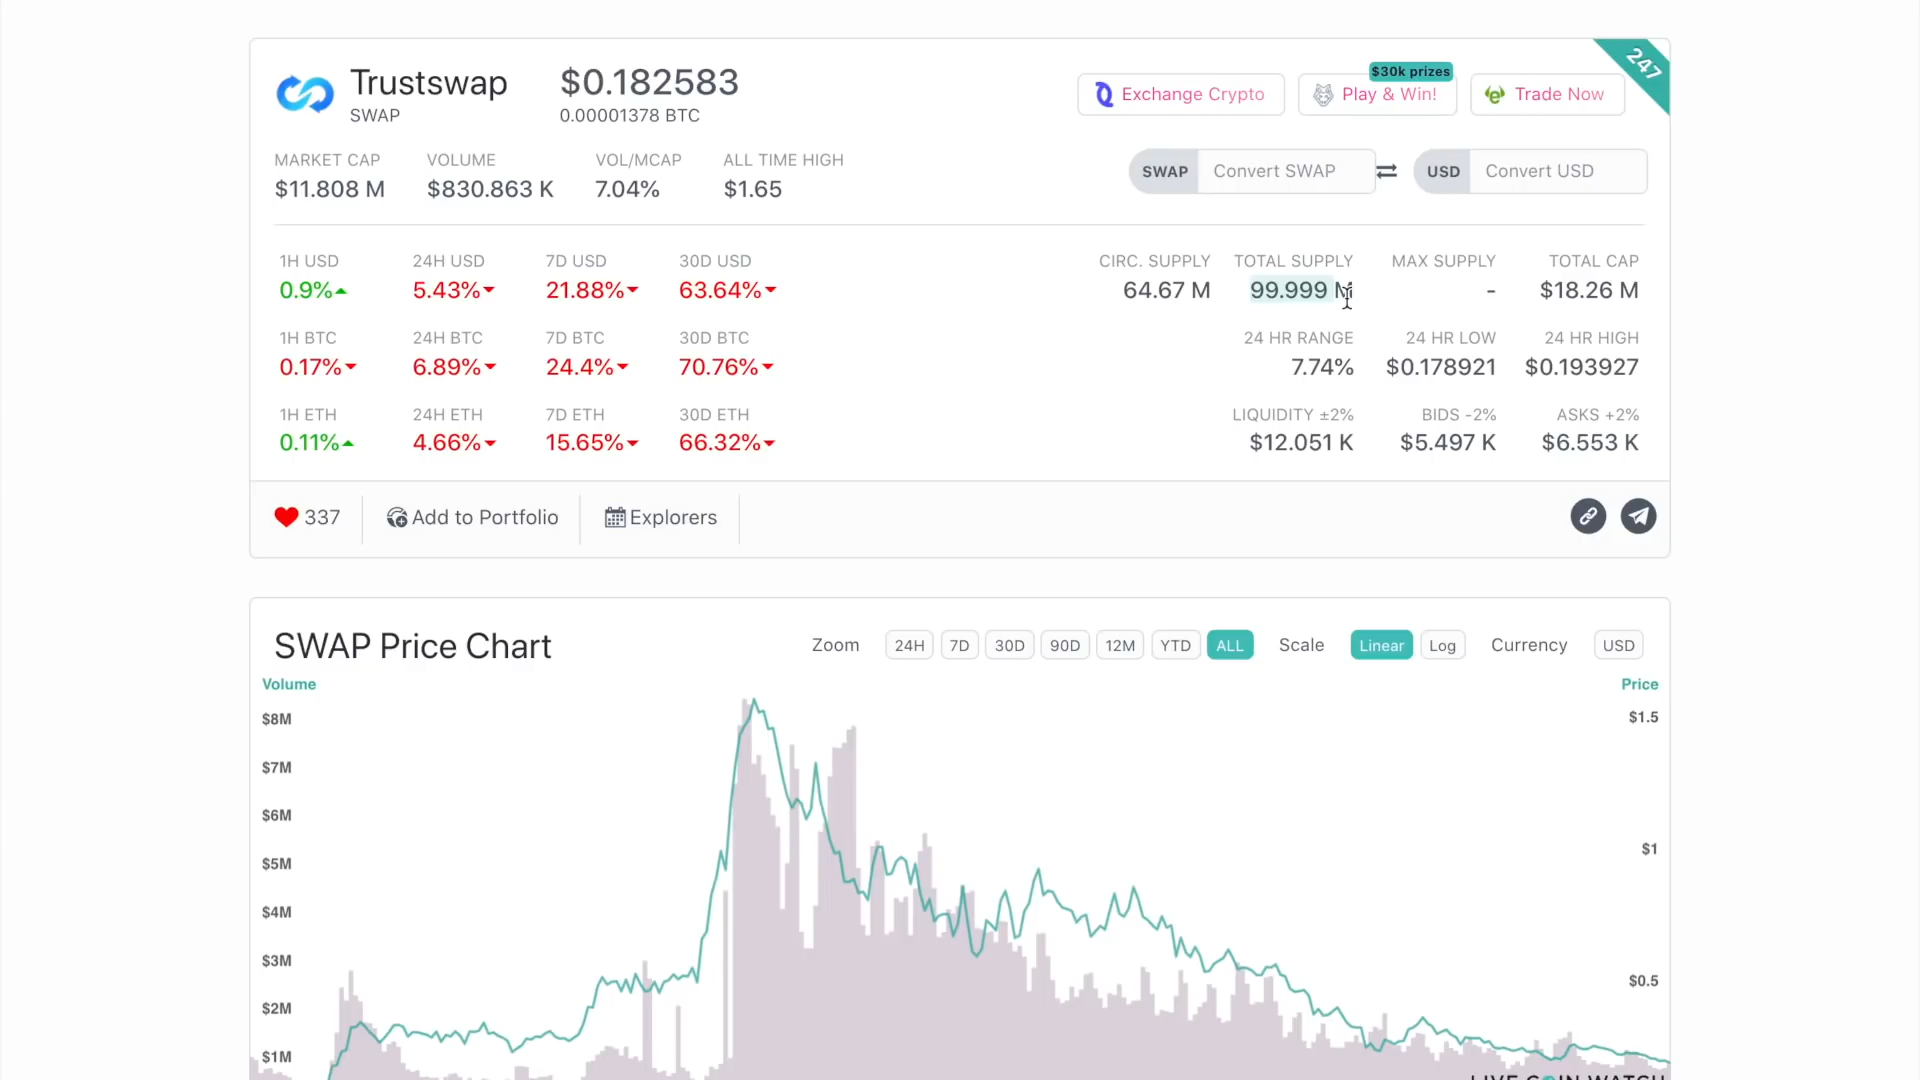 247
Trustswap
SWAP
$0.182583
0.00001378 BTC
Exchange Crypto
$30k prizes
Play & Win!
Trade Now
MARKET CAP
$11.808 M
VOLUME
$830.863 K
VOL/MCAP
7.04%
ALL TIME HIGH
$1.65
SWAP Convert SWAP
USD Convert USD
1H USD 24H USD 7D USD 30D USD
0.9% 5.43% 21.88% 63.64%
1H BTC 24H BTC 7D BTC 30D BTC
0.17% 6.89% 24.4% 70.76%
1H ETH 24H ETH 7D ETH 30D ETH
0.11% 4.66% 15.65% 66.32%
CIRC. SUPPLY TOTAL SUPPLY MAX SUPPLY TOTAL CAP
64.67 M 99.999 M - $18.26 M
24 HR RANGE 24 HR LOW 24 HR HIGH
7.74% $0.178921 $0.193927
LIQUIDITY ±2% BIDS -2% ASKS +2%
$12.051 K $5.497 K $6.553 K
337 Add to Portfolio Explorers
SWAP Price Chart
Zoom 24H 7D 30D 90D 12M YTD ALL Scale Linear Log Currency USD
Volume
$8M
$7M
$6M
$5M
$4M
$3M
$2M
$1M
Price
$1.5
$1
$0.5
LIVE COIN WATCH